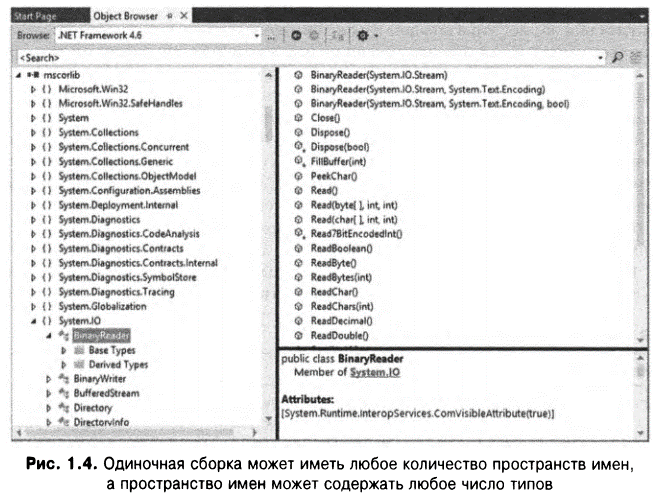 Start Page
Object Browser
Browse: .NET Framework 4.6
...
<Search>
mscorlib
{ } Microsoft.Win32
{ } Microsoft.Win32.SafeHandles
{ } System
{ } System.Collections
{ } System.Collections.Concurrent
{ } System.Collections.Generic
{ } System.Collections.ObjectModel
{ } System.Configuration.Assemblies
{ } System.Deployment.Internal
{ } System.Diagnostics
{ } System.Diagnostics.CodeAnalysis
{ } System.Diagnostics.Contracts
{ } System.Diagnostics.Contracts.Internal
{ } System.Diagnostics.SymbolStore
{ } System.Diagnostics.Tracing
{ } System.Globalization
{ } System.IO
BinaryReader
Base Types
Derived Types
BinaryWriter
BufferedStream
Directory
DirectoryInfo
BinaryReader(System.IO.Stream)
BinaryReader(System.IO.Stream, System.Text.Encoding)
BinaryReader(System.IO.Stream, System.Text.Encoding, bool)
Close()
Dispose()
Dispose(bool)
FillBuffer(int)
PeekChar()
Read()
Read(byte[ ], int, int)
Read(char[ ], int, int)
Read7BitEncodedInt()
ReadBoolean()
ReadByte()
ReadBytes(int)
ReadChar()
ReadChars(int)
ReadDecimal()
ReadDouble()
public class BinaryReader
Member of System.IO
Attributes:
[System.Runtime.InteropServices.ComVisibleAttribute(true)]
Рис. 1.4. Одиночная сборка может иметь любое количество пространств имен,
а пространство имен может содержать любое число типов